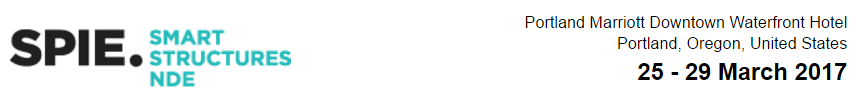 SPIE.
SMART
STRUCTURES
NDE
Portland Marriott Downtown Waterfront Hotel
Portland, Oregon, United States
25 - 29 March 2017